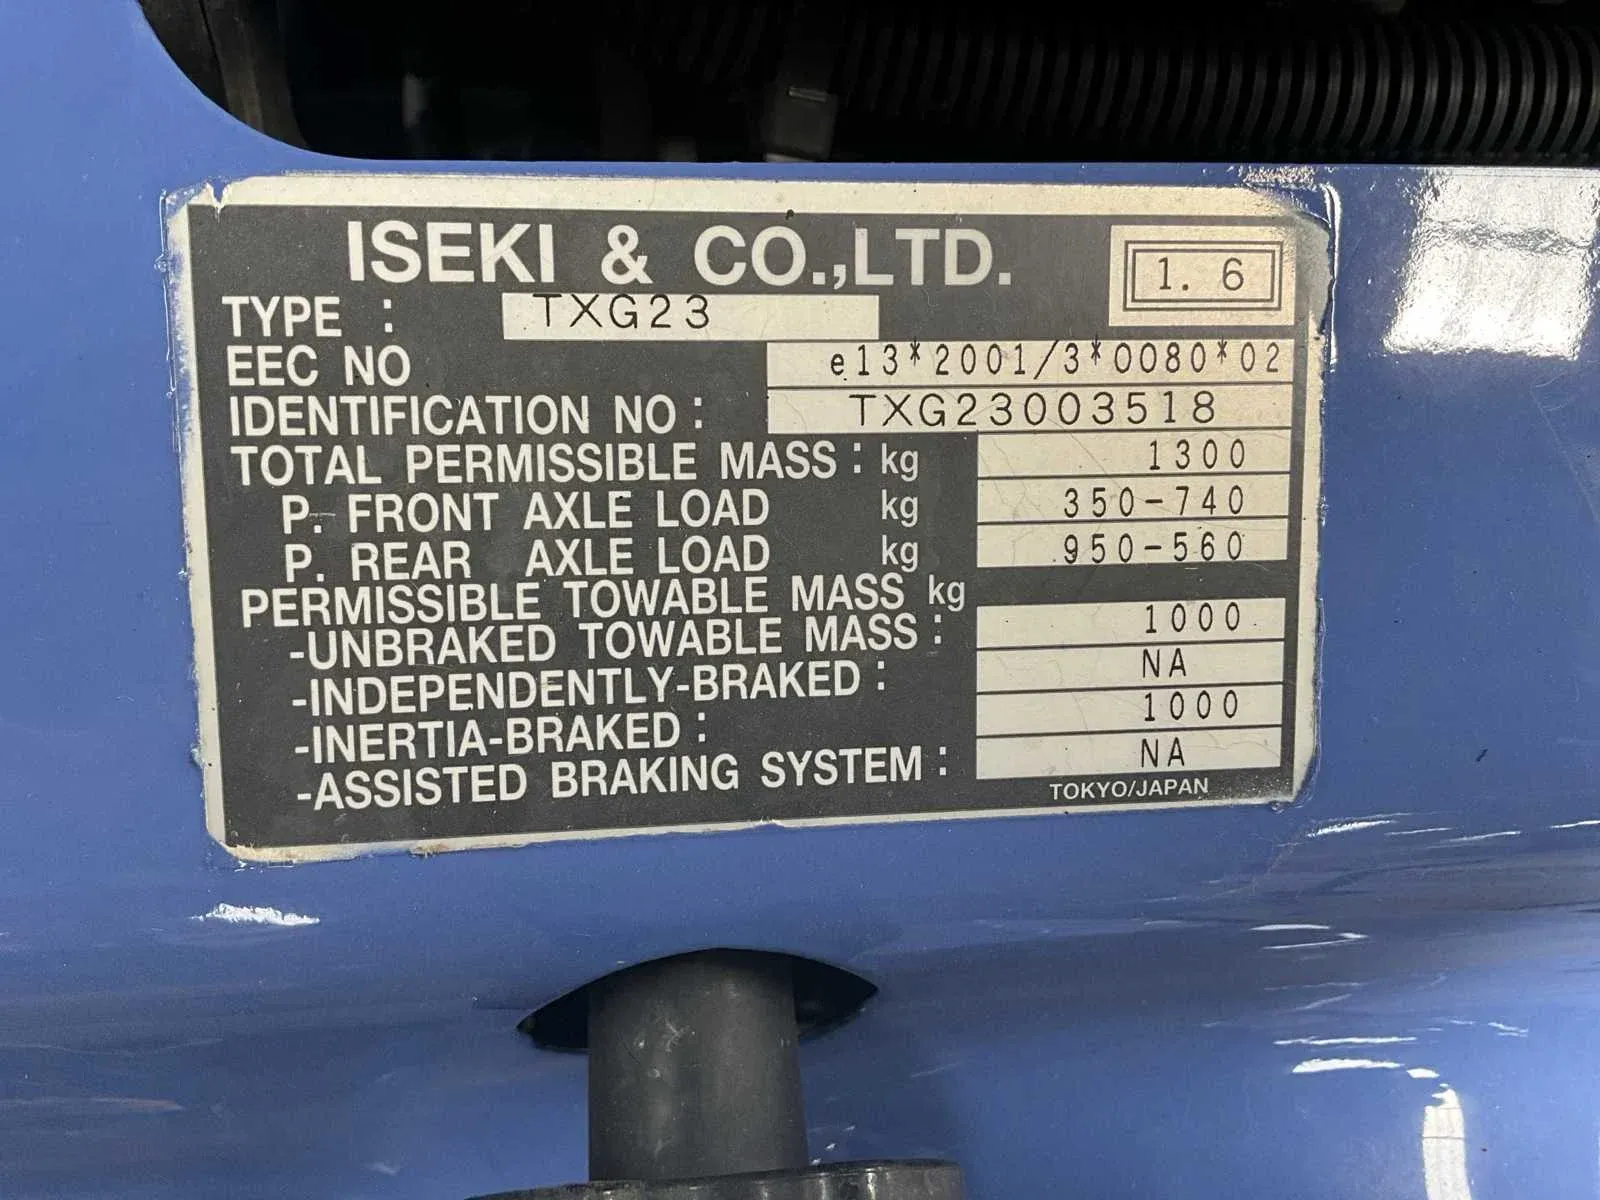 ISEKI & CO.,LTD.
1. 6
TYPE : TXG23
EEC NO e13*2001/3*0080*02
IDENTIFICATION NO : TXG23003518
TOTAL PERMISSIBLE MASS : kg 1300
P. FRONT AXLE LOAD kg 350-740
P. REAR AXLE LOAD kg 950-560
PERMISSIBLE TOWABLE MASS kg
-UNBRAKED TOWABLE MASS : 1000
-INDEPENDENTLY-BRAKED : NA
-INERTIA-BRAKED : 1000
-ASSISTED BRAKING SYSTEM : NA
TOKYO/JAPAN